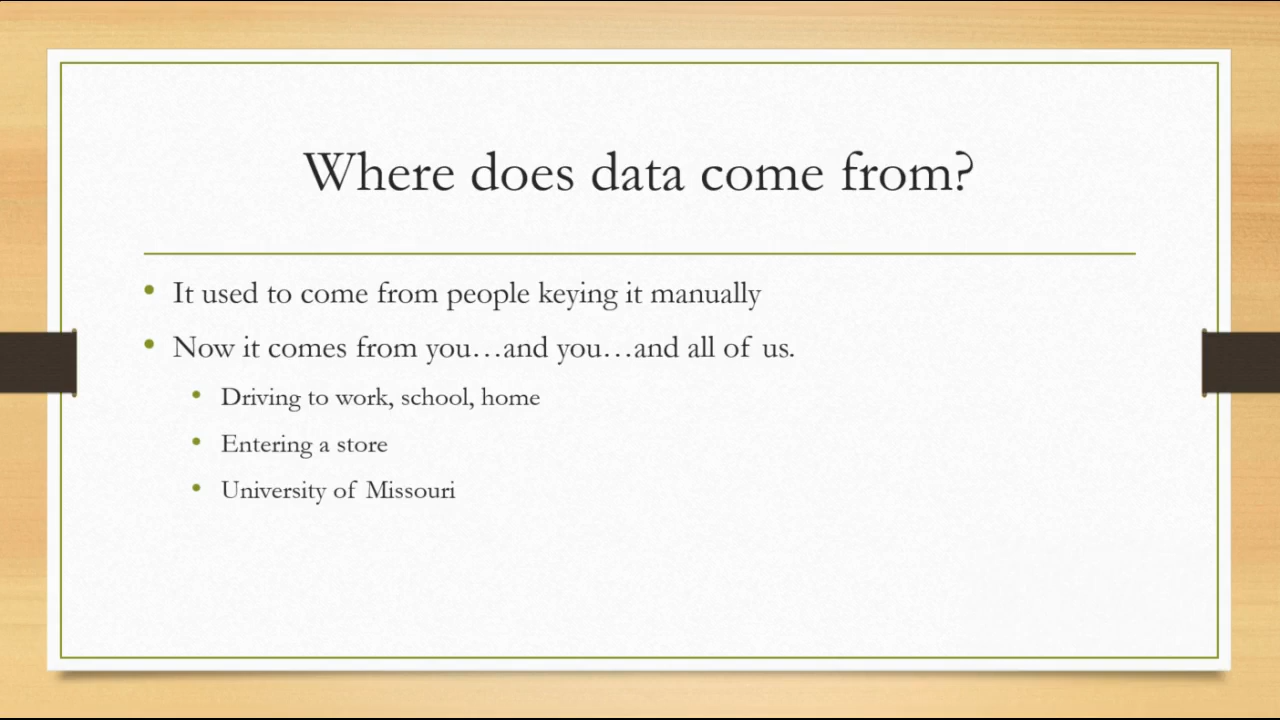 Where does data come from?
It used to come from people keying it manually
Now it comes from you…and you…and all of us.
Driving to work, school, home
Entering a store
University of Missouri